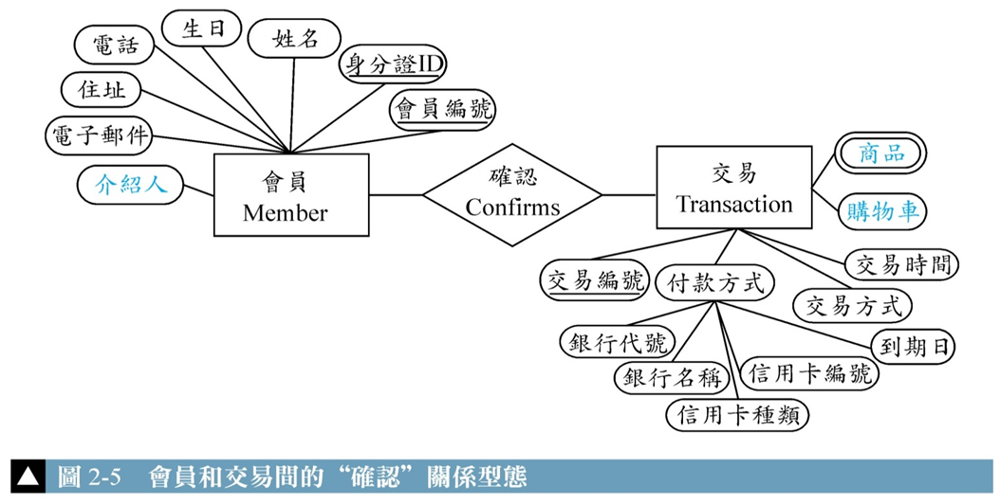 生日
姓名
電話
身分證ID
住址
會員編號
電子郵件
介紹人
會員
Member
確認
Confirms
交易
Transaction
商品
購物車
交易時間
交易編號
付款方式
交易方式
銀行代號
到期日
銀行名稱
信用卡編號
信用卡種類
▲ 圖 2-5 會員和交易間的“確認”關係型態